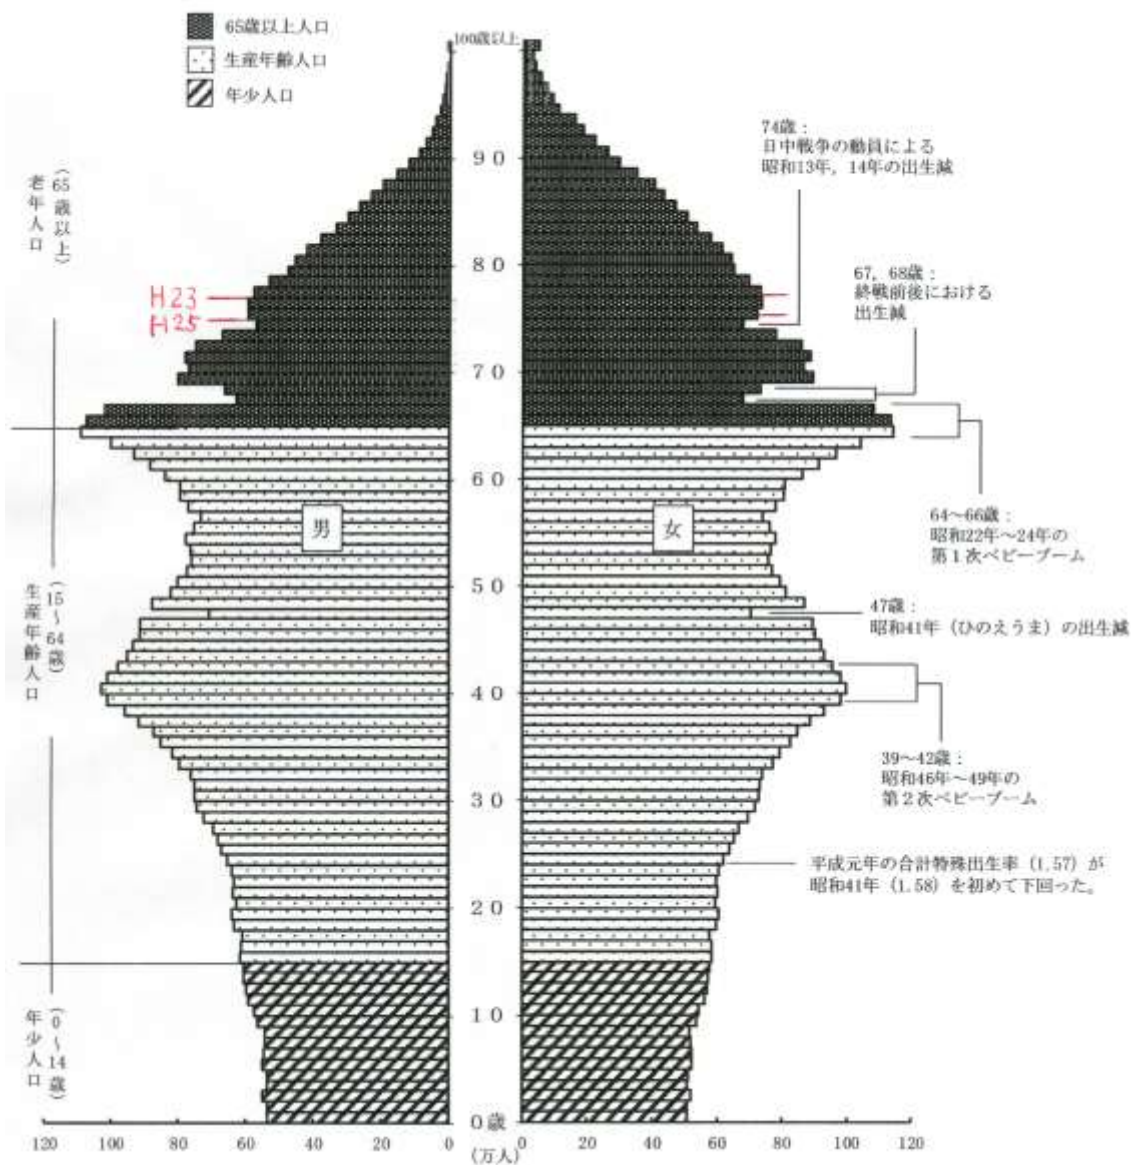 65歳以上人口
生産年齢人口
年少人口
100歳以上
90
80
70
60
50
40
30
20
10
0歳
老年人口
(65歳以上)
生産年齢人口
(15~64歳)
年少人口
(0~14歳)
H23
H25
男
女
74歳:
日中戦争の動員による
昭和13年, 14年の出生減
67, 68歳:
終戦前後における
出生減
64~66歳:
昭和22年~24年の
第1次ベビーブーム
47歳:
昭和41年(ひのえうま)の出生減
39~42歳:
昭和46年~49年の
第2次ベビーブーム
平成元年の合計特殊出生率(1.57)が
昭和41年(1.58)を初めて下回った。
120 100 80 60 40 20 0
(万人)
0 20 40 60 80 100 120